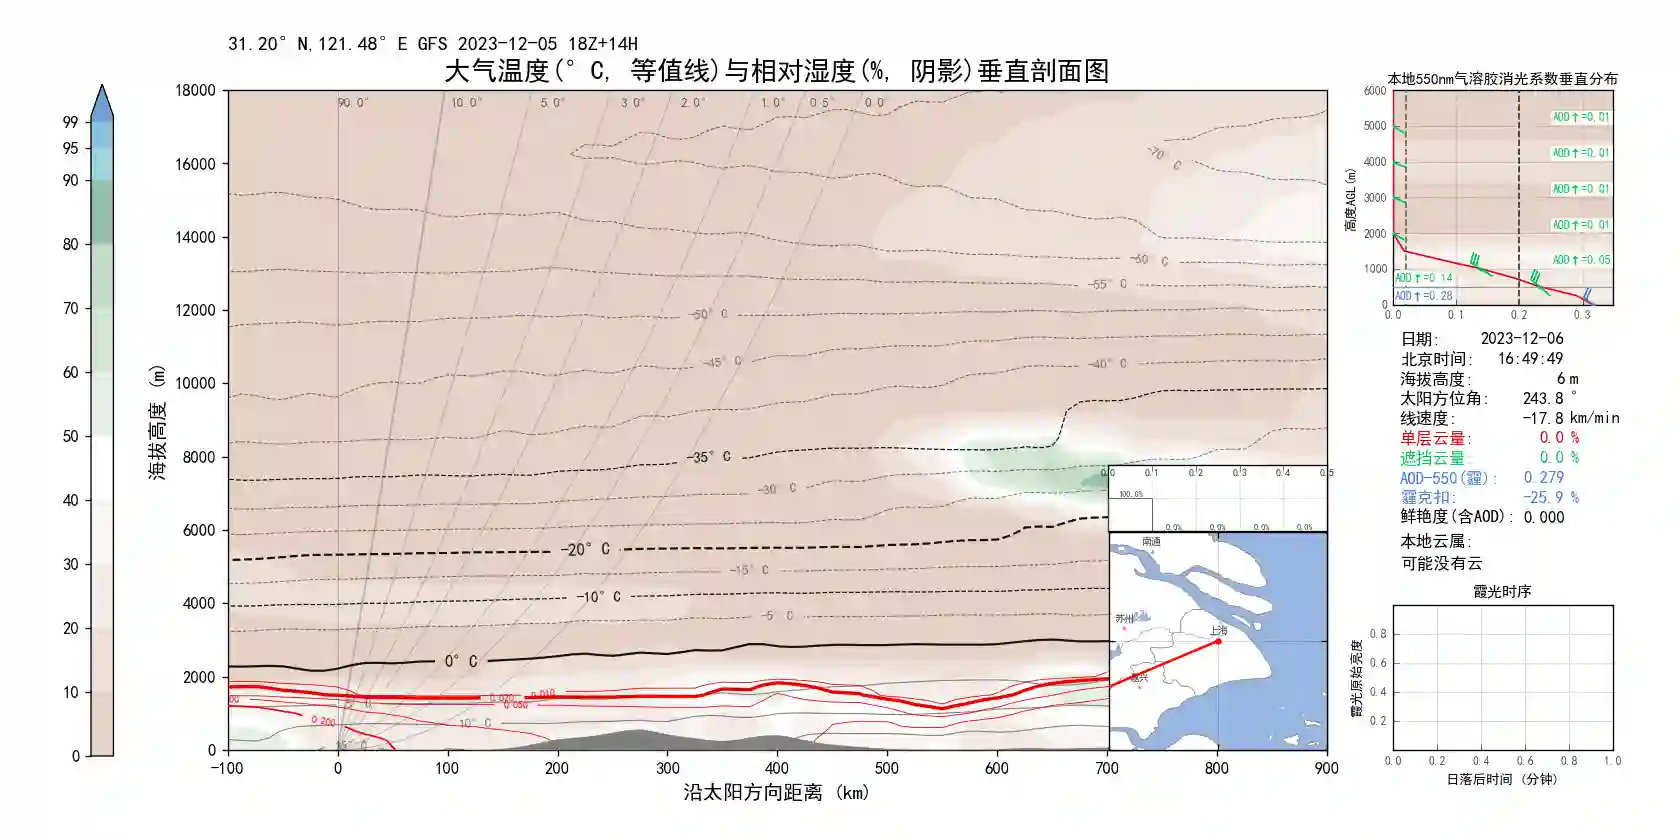 31.20°N,121.48°E GFS 2023-12-05 18Z+14H
大气温度(°C, 等值线)与相对湿度(%, 阴影)垂直剖面图
99
95
90
80
70
60
50
40
30
20
10
0
海拔高度 (m)
18000
16000
14000
12000
10000
8000
6000
4000
2000
0
90.0° 10.0° 5.0° 3.0° 2.0° 1.0° 0.5° 0.0°
-70°C
-60°C
-55°C
-50°C
-45°C
-40°C
-35°C
-30°C
-20°C
-15°C
-10°C
-5°C
0°C
0.020 0.010
0.050
0.200
10°C
-100 0 100 200 300 400 500 600 700 800 900
沿太阳方向距离 (km)
0.0 0.1 0.2 0.3 0.4 0.5
100.0%
0.0% 0.0% 0.0% 0.0%
南通
苏州
上海
嘉兴
本地550nm气溶胶消光系数垂直分布
高度AGL(m)
6000
5000
4000
3000
2000
1000
0
AOD↑=0.01
AOD↑=0.01
AOD↑=0.01
AOD↑=0.01
AOD↑=0.05
AOD↑=0.14
AOD↑=0.28
0.0 0.1 0.2 0.3
日期: 2023-12-06
北京时间: 16:49:49
海拔高度: 6 m
太阳方位角: 243.8 °
线速度: -17.8 km/min
单层云量: 0.0 %
遮挡云量: 0.0 %
AOD-550(霾): 0.279
霾克扣: -25.9 %
鲜艳度(含AOD): 0.000
本地云属:
可能没有云
霞光时序
霞光原始亮度
0.8
0.6
0.4
0.2
0.0 0.2 0.4 0.6 0.8 1.0
日落后时间 (分钟)